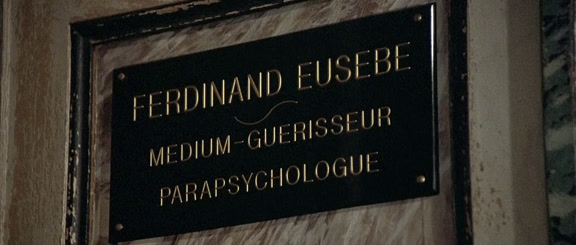 FERDINAND EUSEBE
MEDIUM-GUERISSEUR
PARAPSYCHOLOGUE